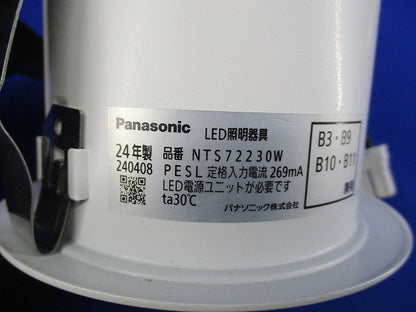 Panasonic LED照明器具
24年製 品番 NTS72230W
240408 PESL 定格入力電流 269mA
LED電源ユニットが必要です
ta30℃
パナソニック株式会社
B3・B9
B10・B11